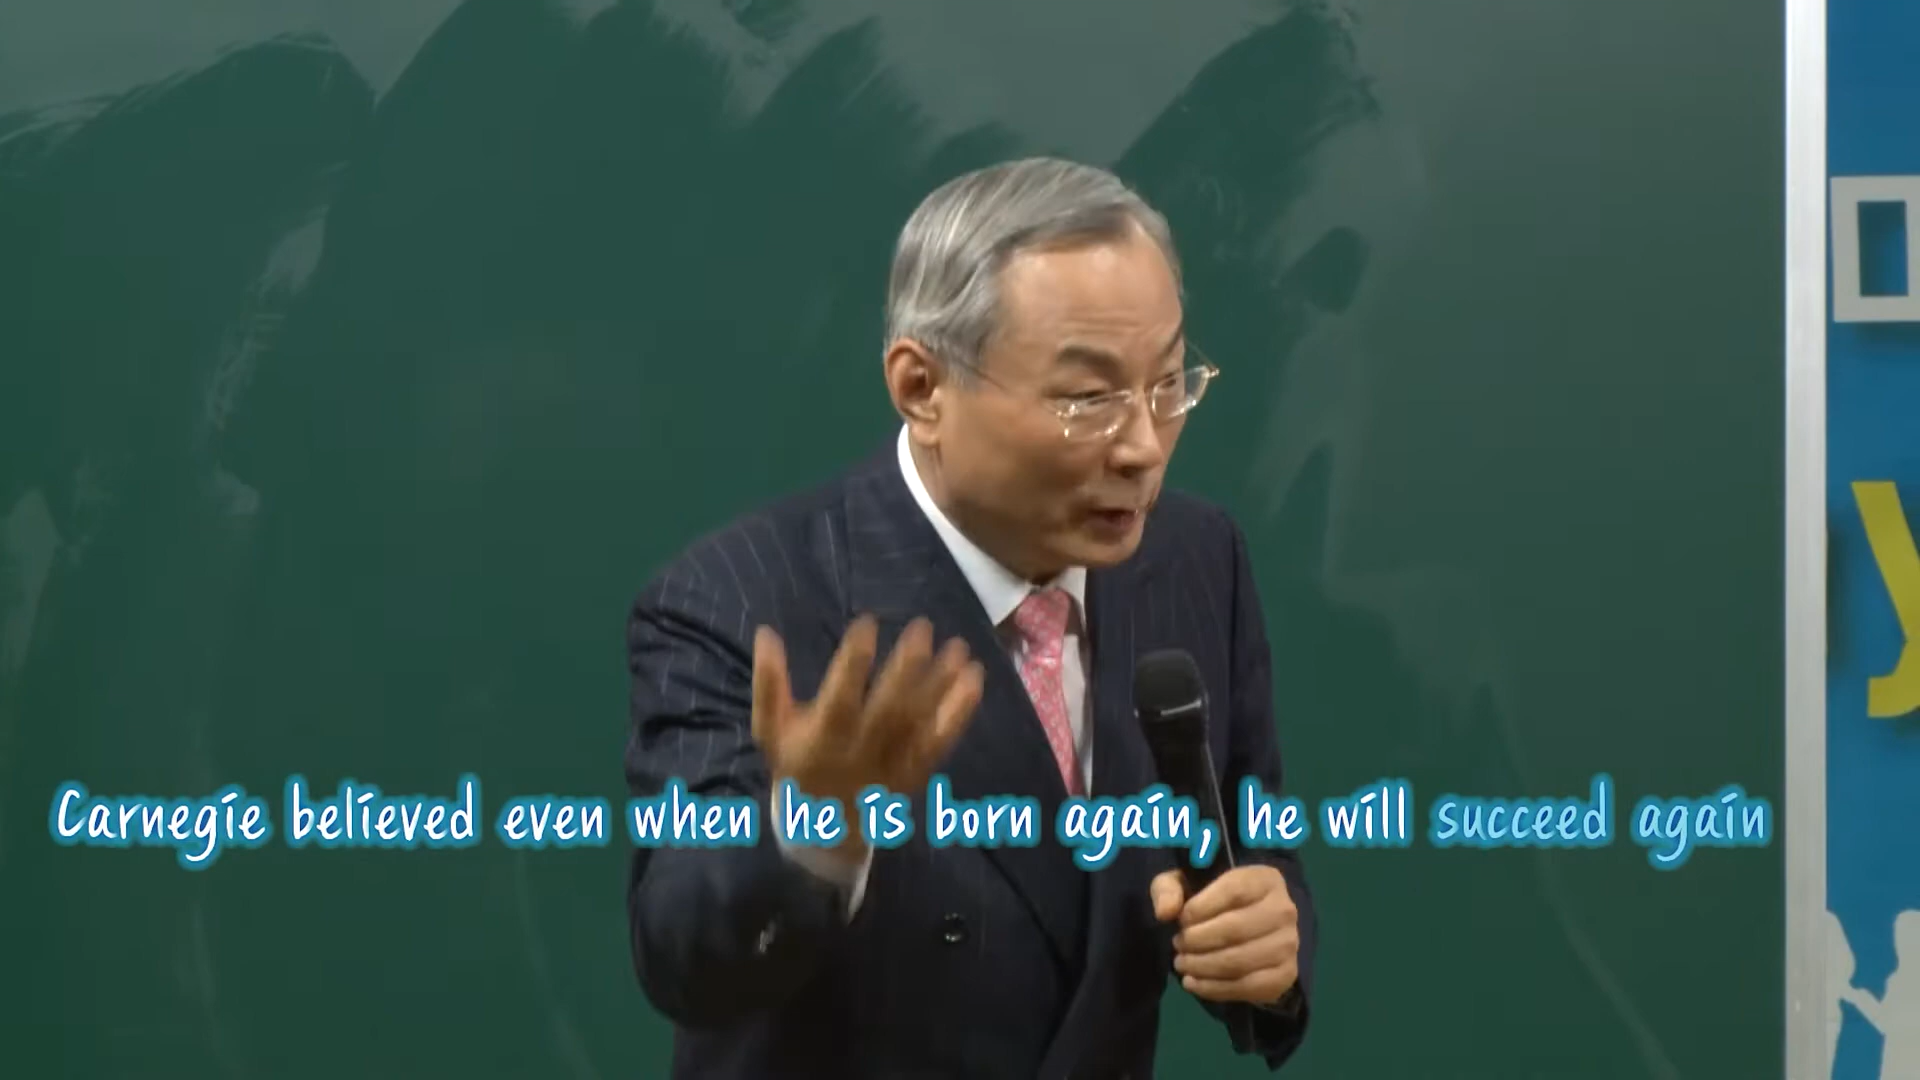 Carnegie believed even when he is born again, he will succeed again